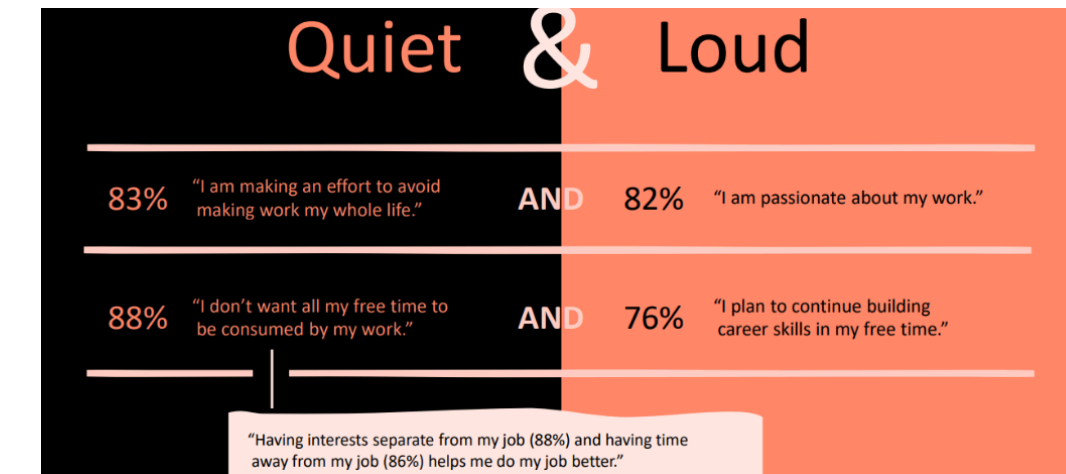 Quiet & Loud
83% “I am making an effort to avoid
making work my whole life.”
AND
82% “I am passionate about my work.”
88% “I don’t want all my free time to
be consumed by my work.”
AND
76% “I plan to continue building
career skills in my free time.”
“Having interests separate from my job (88%) and having time
away from my job (86%) helps me do my job better.”